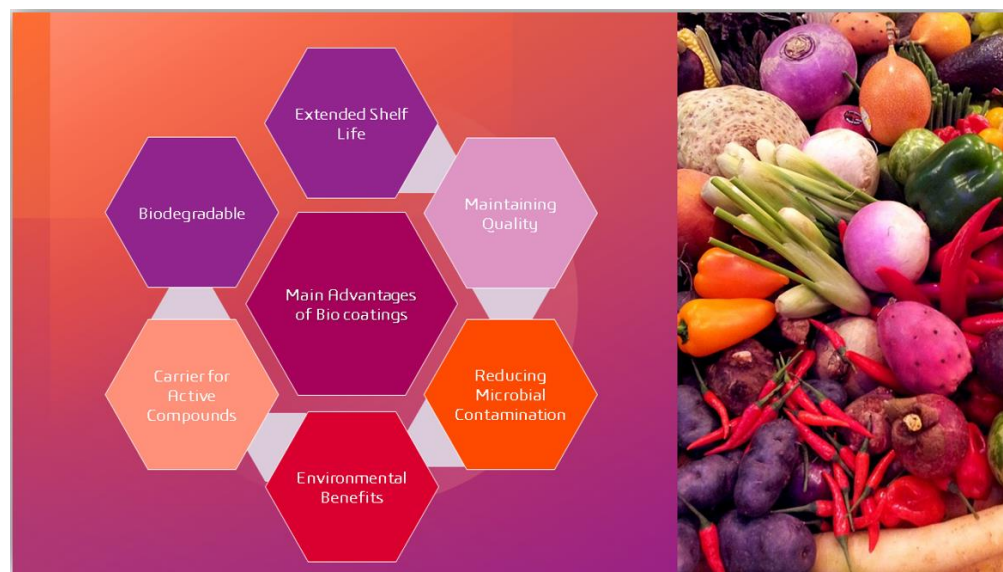 Extended Shelf
Life
Maintaining
Quality
Reducing
Microbial
Contamination
Environmental
Benefits
Carrier for
Active
Compounds
Biodegradable
Main Advantages
of Bio coatings